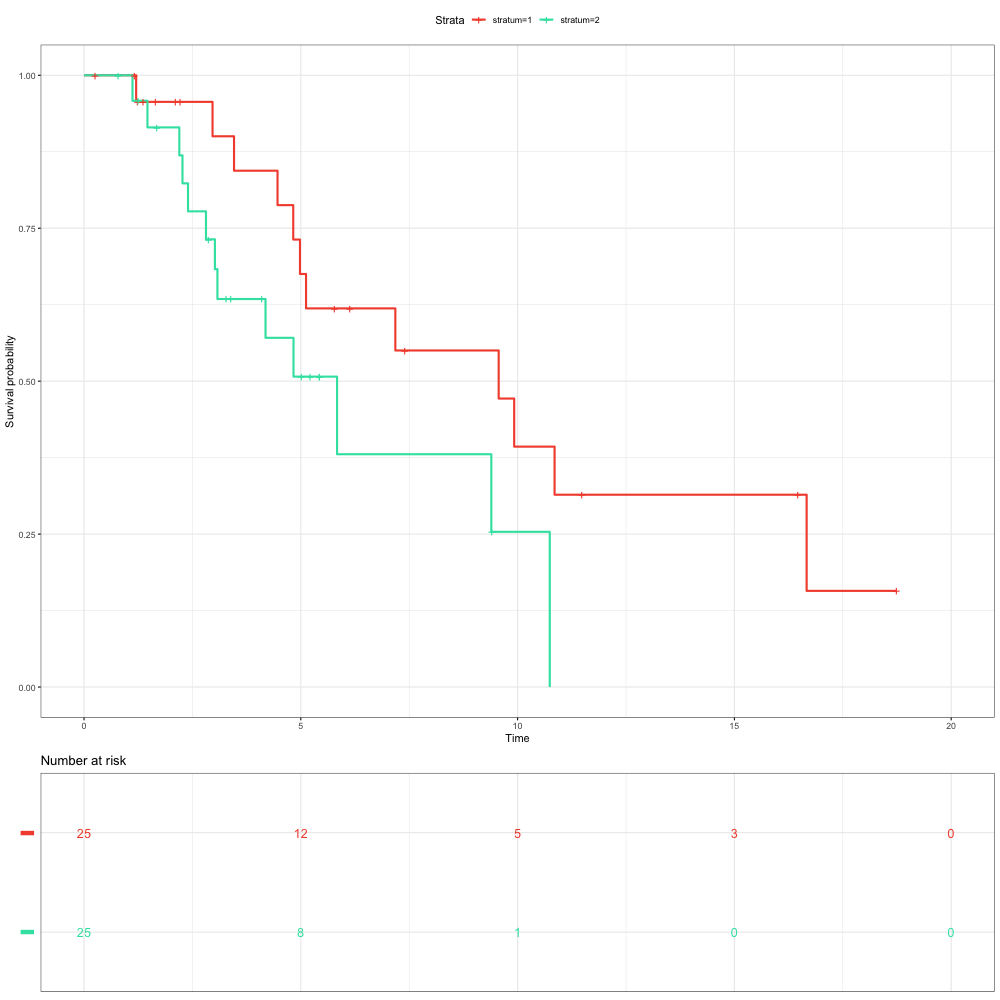 Strata stratum=1 stratum=2
1.00
0.75
0.50
0.25
0.00
Survival probability
0 5 10 15 20
Time
Number at risk
25 12 5 3 0
25 8 1 0 0